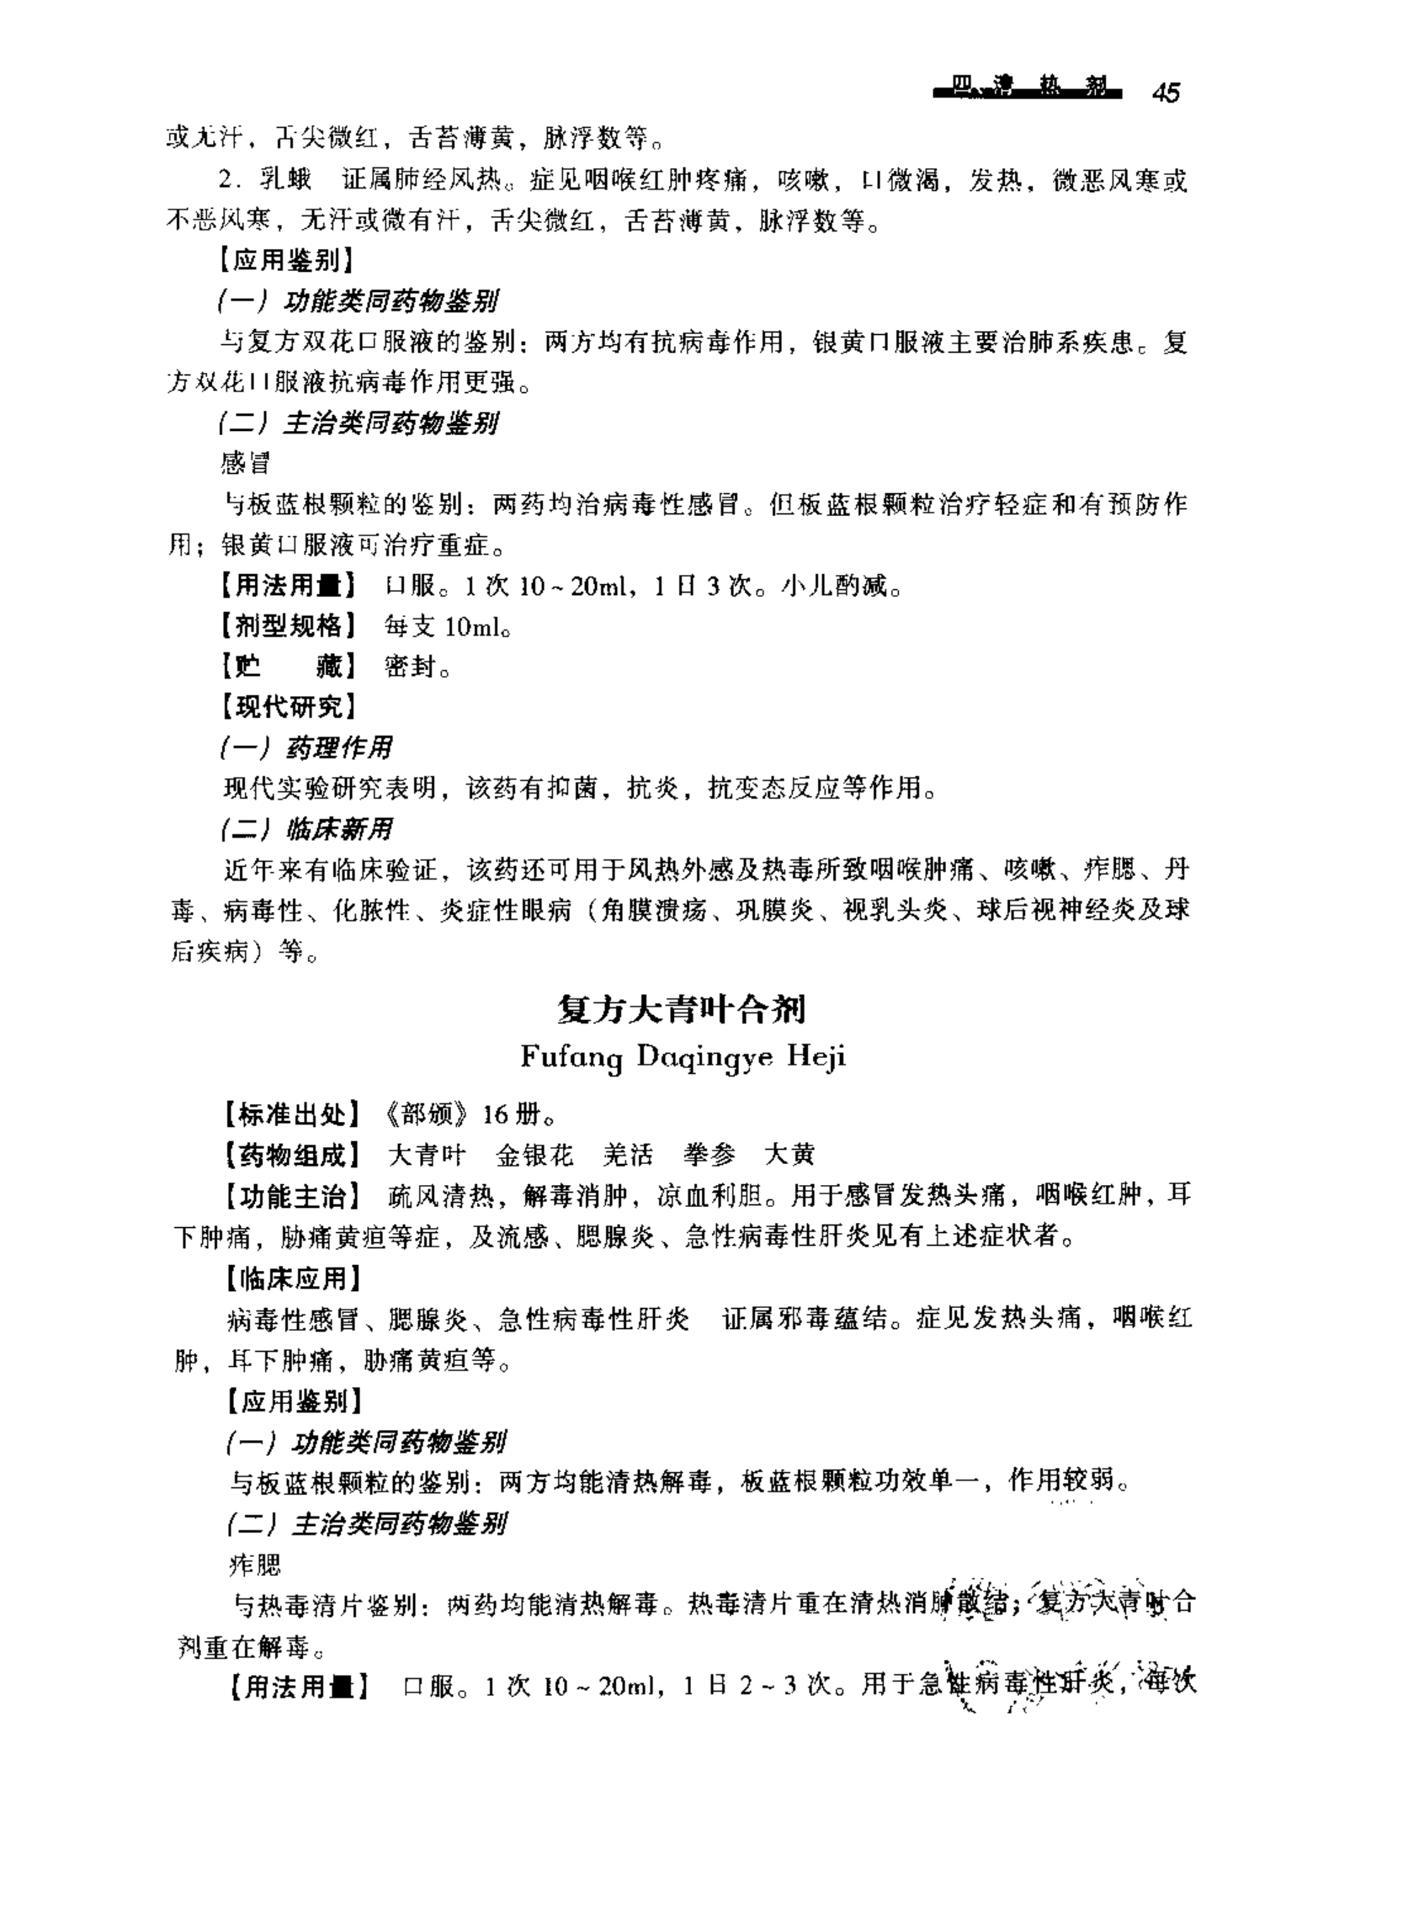 四 清 热 剂 45
或无汗，舌尖微红，舌苔薄黄，脉浮数等。
2．乳蛾 证属肺经风热。症见咽喉红肿疼痛，咳嗽，口微渴，发热，微恶风寒或
不恶风寒，无汗或微有汗，舌尖微红，舌苔薄黄，脉浮数等。
【应用鉴别】
（一）功能类同药物鉴别
与复方双花口服液的鉴别：两方均有抗病毒作用，银黄口服液主要治肺系疾患。复
方双花口服液抗病毒作用更强。
（二）主治类同药物鉴别
感冒
与板蓝根颗粒的鉴别：两药均治病毒性感冒。但板蓝根颗粒治疗轻症和有预防作
用；银黄口服液可治疗重症。
【用法用量】 口服。1次10~20ml，1日3次。小儿酌减。
【剂型规格】 每支10ml。
【贮 藏】 密封。
【现代研究】
（一）药理作用
现代实验研究表明，该药有抑菌，抗炎，抗变态反应等作用。
（二）临床新用
近年来有临床验证，该药还可用于风热外感及热毒所致咽喉肿痛、咳嗽、痄腮、丹
毒、病毒性、化脓性、炎症性眼病（角膜溃疡、巩膜炎、视乳头炎、球后视神经炎及球
后疾病）等。
复方大青叶合剂
Fufang Daqingye Heji
【标准出处】《部颁》16册。
【药物组成】 大青叶 金银花 羌活 拳参 大黄
【功能主治】 疏风清热，解毒消肿，凉血利胆。用于感冒发热头痛，咽喉红肿，耳
下肿痛，胁痛黄疸等症，及流感、腮腺炎、急性病毒性肝炎见有上述症状者。
【临床应用】
病毒性感冒、腮腺炎、急性病毒性肝炎 证属邪毒蕴结。症见发热头痛，咽喉红
肿，耳下肿痛，胁痛黄疸等。
【应用鉴别】
（一）功能类同药物鉴别
与板蓝根颗粒的鉴别：两方均能清热解毒，板蓝根颗粒功效单一，作用较弱。
（二）主治类同药物鉴别
痄腮
与热毒清片鉴别：两药均能清热解毒。热毒清片重在清热消肿散结；复方大青叶合
剂重在解毒。
【用法用量】 口服。1次10~20ml，1日2~3次。用于急性病毒性肝炎，每次